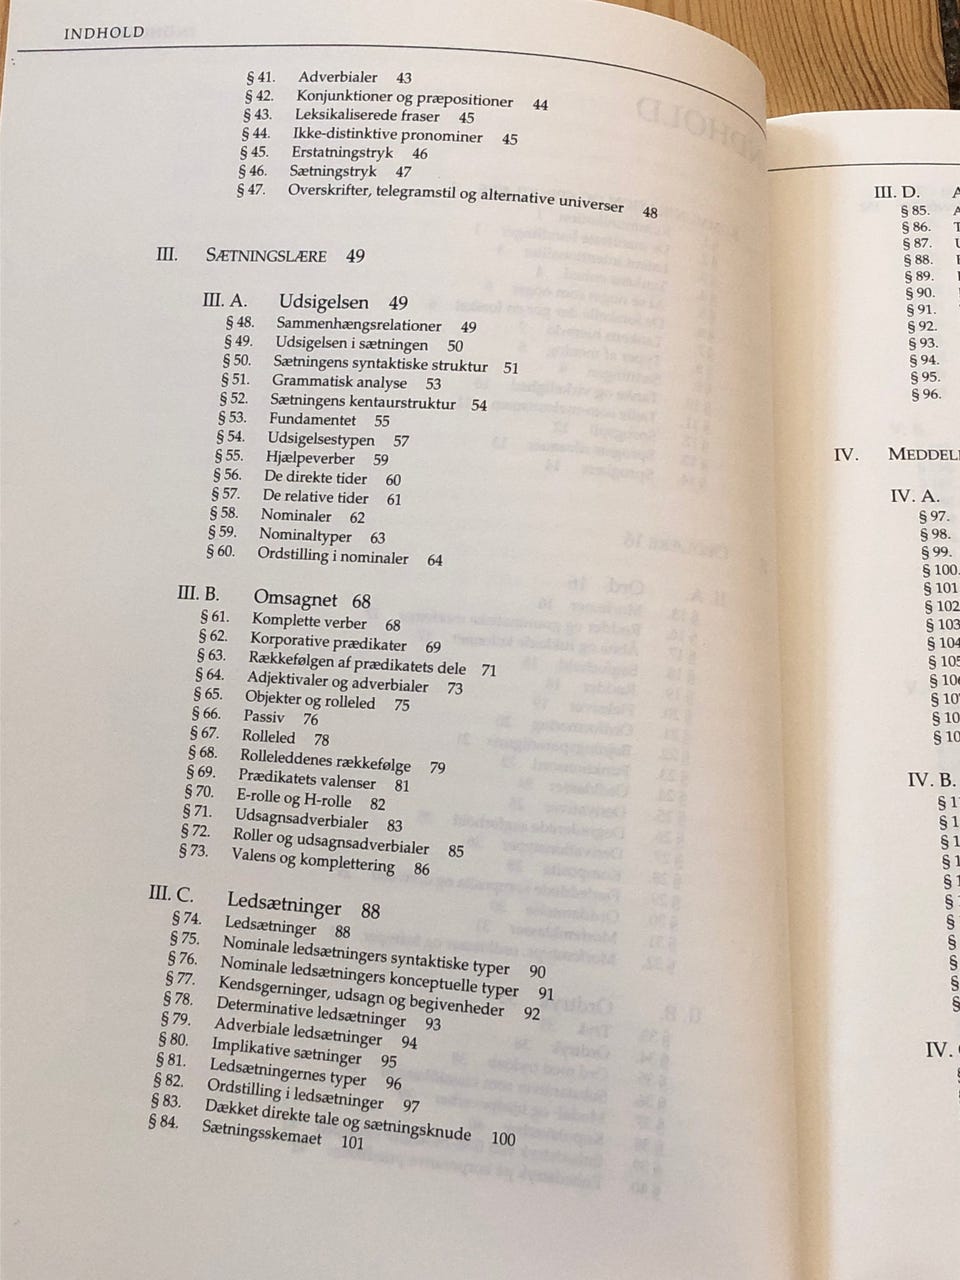 INDHOLD
§ 41. Adverbialer 43
§ 42. Konjunktioner og præpositioner 44
§ 43. Leksikaliserede fraser 45
§ 44. Ikke-distinktive pronominer 45
§ 45. Erstatningstryk 46
§ 46. Sætningstryk 47
§ 47. Overskrifter, telegramstil og alternative universer 48
III. SÆTNINGSLÆRE 49
III. A. Udsigelsen 49
§ 48. Sammenhængsrelationer 49
§ 49. Udsigelsen i sætningen 50
§ 50. Sætningens syntaktiske struktur 51
§ 51. Grammatisk analyse 53
§ 52. Sætningens kentaurstruktur 54
§ 53. Fundamentet 55
§ 54. Udsigelsestypen 57
§ 55. Hjælpeverber 59
§ 56. De direkte tider 60
§ 57. De relative tider 61
§ 58. Nominaler 62
§ 59. Nominaltyper 63
§ 60. Ordstilling i nominaler 64
III. B. Omsagnet 68
§ 61. Komplette verber 68
§ 62. Korporative prædikater 69
§ 63. Rækkefølgen af prædikatets dele 71
§ 64. Adjektivaler og adverbialer 73
§ 65. Objekter og rolleled 75
§ 66. Passiv 76
§ 67. Rolleled 78
§ 68. Rolleleddenes rækkefølge 79
§ 69. Prædikatets valenser 81
§ 70. E-rolle og H-rolle 82
§ 71. Udsagnsadverbialer 83
§ 72. Roller og udsagnsadverbialer 85
§ 73. Valens og komplettering 86
III. C. Ledsætninger 88
§ 74. Ledsætninger 88
§ 75. Nominale ledsætningers syntaktiske typer 90
§ 76. Nominale ledsætningers konceptuelle typer 91
§ 77. Kendsgerninger, udsagn og begivenheder 92
§ 78. Determinative ledsætninger 93
§ 79. Adverbiale ledsætninger 94
§ 80. Implikative sætninger 95
§ 81. Ledsætningernes typer 96
§ 82. Ordstilling i ledsætninger 97
§ 83. Dækket direkte tale og sætningsknude 100
§ 84. Sætningsskemaet 101
III. D.
§ 85.
§ 86.
§ 87.
§ 88.
§ 89.
§ 90.
§ 91.
§ 92.
§ 93.
§ 94.
§ 95.
§ 96.
IV.
IV. A.
§ 97.
§ 98.
§ 99.
§ 100.
§ 101
§ 102
§ 103
§ 104
§ 105
IV. B.
IV.